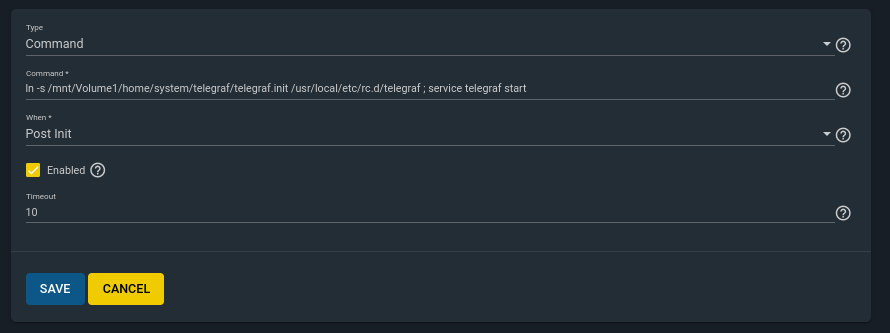 Type
Command
Command *
ln -s /mnt/Volume1/home/system/telegraf/telegraf.init /usr/local/etc/rc.d/telegraf ; service telegraf start
When *
Post Init
Enabled
Timeout
10
SAVE CANCEL